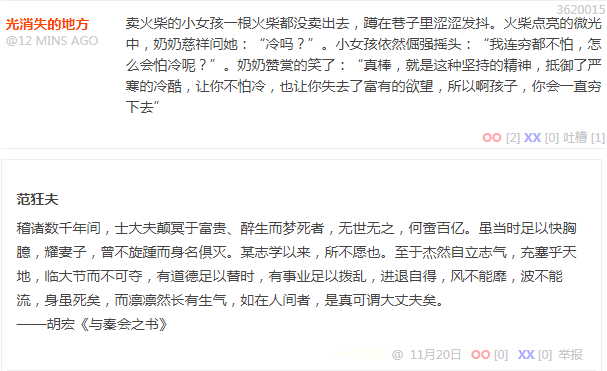 3620015
光消失的地方
@12 MINS AGO
卖火柴的小女孩一根火柴都没卖出去，蹲在巷子里涩涩发抖。火柴点亮的微光
中，奶奶慈祥问她：“冷吗？”。小女孩依然倔强摇头：“我连穷都不怕，怎
么会怕冷呢？”。奶奶赞赏的笑了：“真棒，就是这种坚持的精神，抵御了严
寒的冷酷，让你不怕冷，也让你失去了富有的欲望，所以啊孩子，你会一直穷
下去”
OO [2] XX [0] 吐槽 [1]
范狂夫
稽诸数千年间，士大夫颠冥于富贵、醉生而梦死者，无世无之，何啻百亿。虽当时足以快胸
臆，耀妻子，曾不旋踵而身名俱灭。某志学以来，所不愿也。至于杰然自立志气，充塞乎天
地，临大节而不可夺，有道德足以替时，有事业足以拨乱，进退自得，风不能靡，波不能
流，身虽死矣，而凛凛然长有生气，如在人间者，是真可谓大丈夫矣。
——胡宏《与秦会之书》
@ 11月20日 OO [0] XX [0] 举报